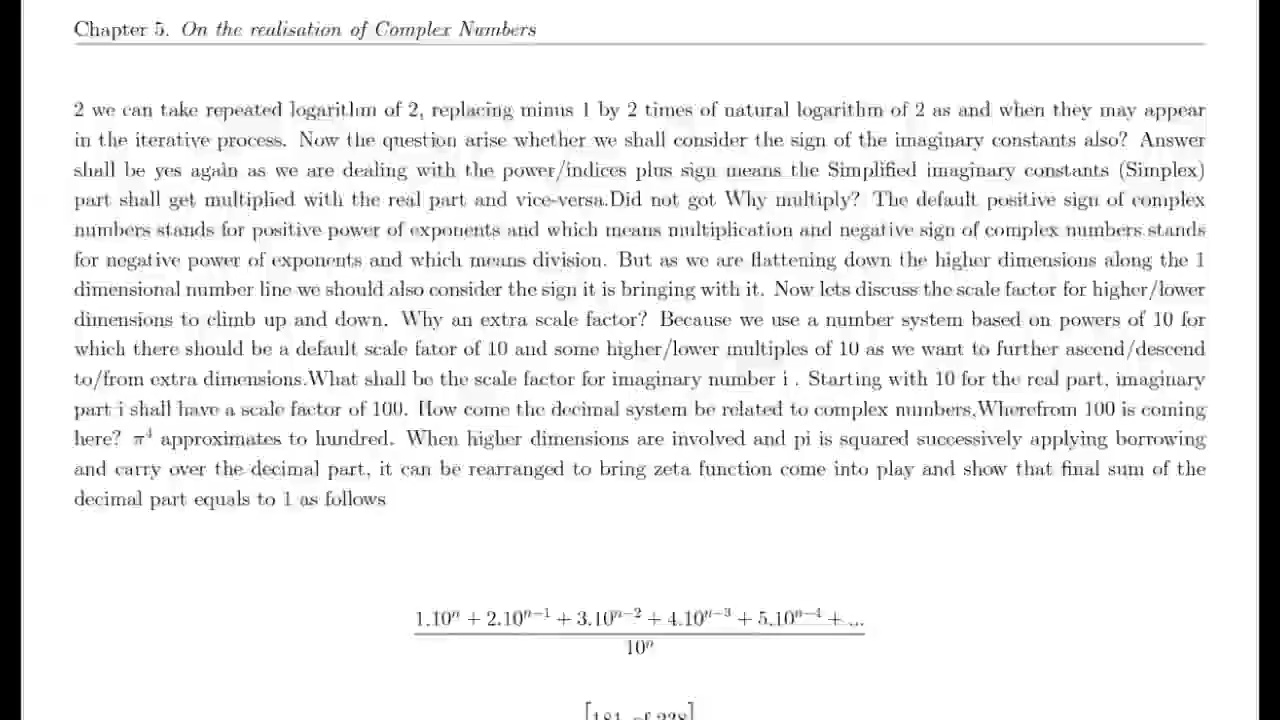 Chapter 5. On the realisation of Complex Numbers
2 we can take repeated logarithm of 2, replacing minus 1 by 2 times of natural logarithm of 2 as and when they may appear
in the iterative process. Now the question arise whether we shall consider the sign of the imaginary constants also? Answer
shall be yes again as we are dealing with the power/indices plus sign means the Simplified imaginary constants (Simplex)
part shall get multiplied with the real part and vice-versa.Did not got Why multiply? The default positive sign of complex
numbers stands for positive power of exponents and which means multiplication and negative sign of complex numbers stands
for negative power of exponents and which means division. But as we are flattening down the higher dimensions along the 1
dimensional number line we should also consider the sign it is bringing with it. Now lets discuss the scale factor for higher/lower
dimensions to climb up and down. Why an extra scale factor? Because we use a number system based on powers of 10 for
which there should be a default scale fator of 10 and some higher/lower multiples of 10 as we want to further ascend/descend
to/from extra dimensions.What shall be the scale factor for imaginary number i . Starting with 10 for the real part, imaginary
part i shall have a scale factor of 100. How come the decimal system be related to complex numbers,Wherefrom 100 is coming
here? π⁴ approximates to hundred. When higher dimensions are involved and pi is squared successively applying borrowing
and carry over the decimal part, it can be rearranged to bring zeta function come into play and show that final sum of the
decimal part equals to 1 as follows
1.10ⁿ + 2.10ⁿ⁻¹ + 3.10ⁿ⁻² + 4.10ⁿ⁻³ + 5.10ⁿ⁻⁴ + ...
10ⁿ
[181 of 228]